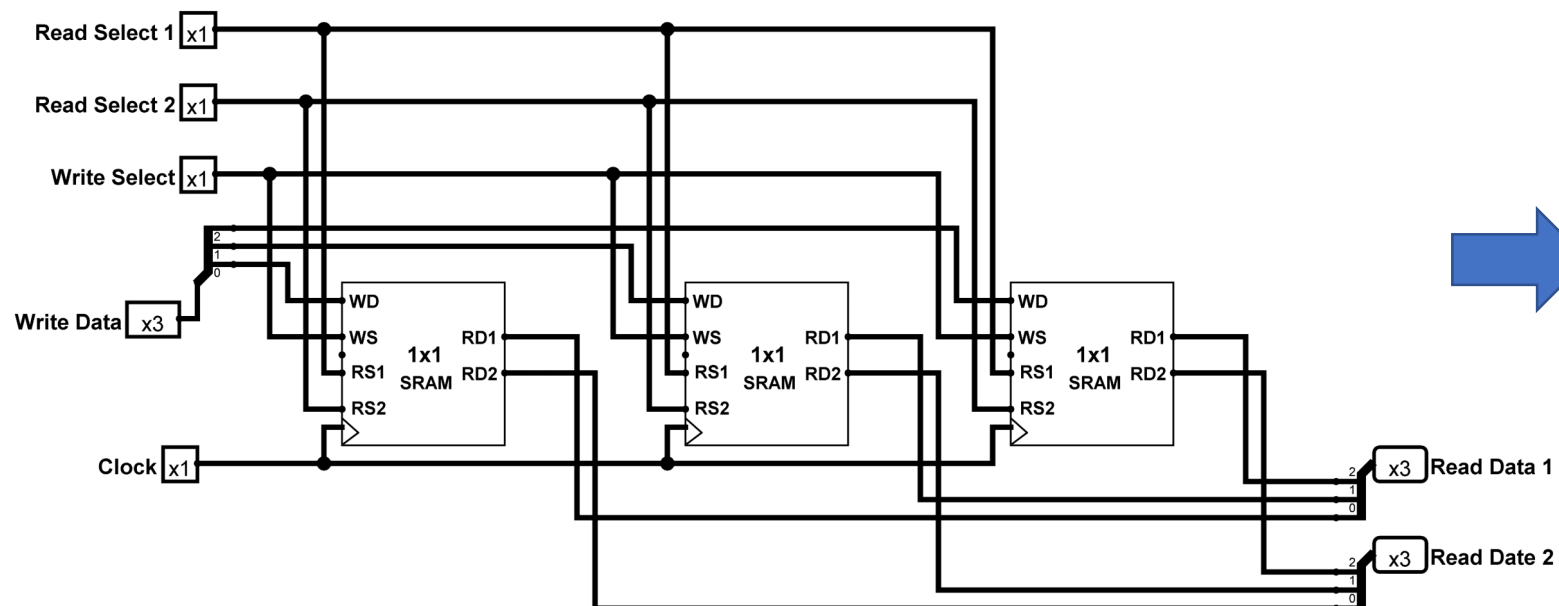 Read Select 1 x1
Read Select 2 x1
Write Select x1
2
1
0
Write Data x3
WD
WS
RS1
RS2
1x1
SRAM
RD1
RD2
WD
WS
RS1
RS2
1x1
SRAM
RD1
RD2
WD
WS
RS1
RS2
1x1
SRAM
RD1
RD2
Clock x1
2
1
0
x3 Read Data 1
2
1
0
x3 Read Date 2